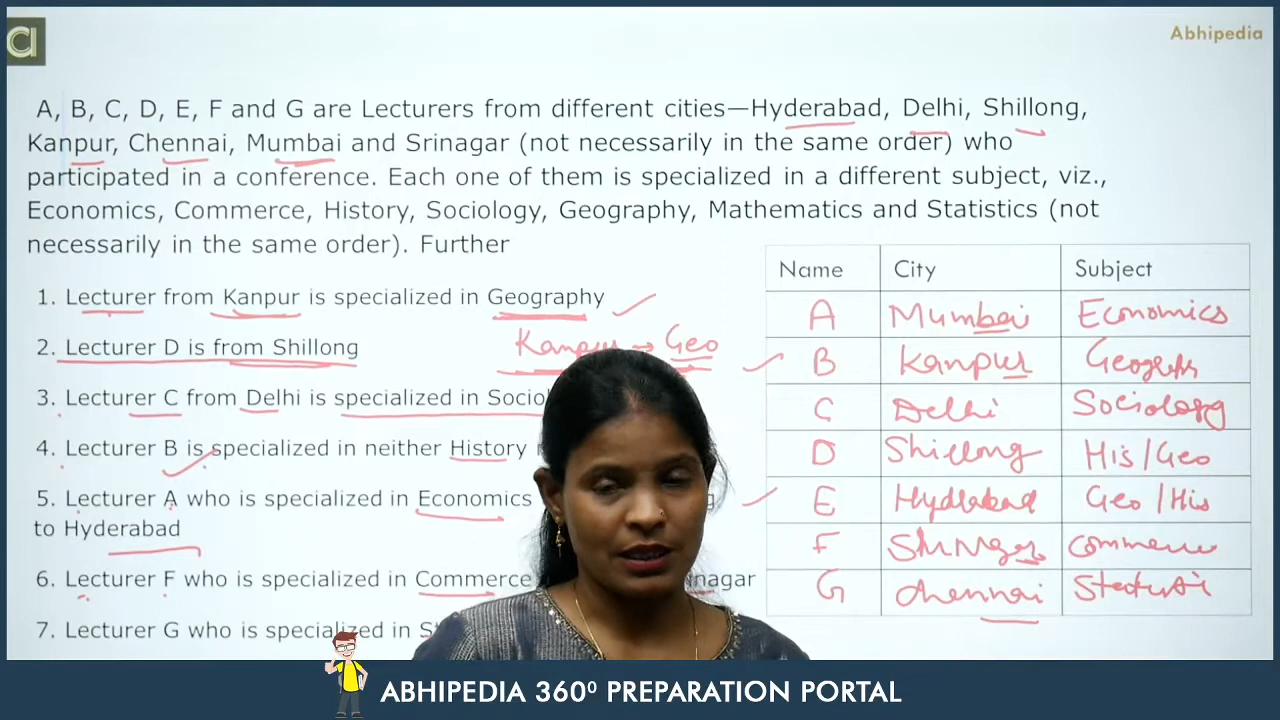 a
Abhipedia
A, B, C, D, E, F and G are Lecturers from different cities—Hyderabad, Delhi, Shillong,
Kanpur, Chennai, Mumbai and Srinagar (not necessarily in the same order) who
participated in a conference. Each one of them is specialized in a different subject, viz.,
Economics, Commerce, History, Sociology, Geography, Mathematics and Statistics (not
necessarily in the same order). Further
1. Lecturer from Kanpur is specialized in Geography
2. Lecturer D is from Shillong
Kanpur → Geo
3. Lecturer C from Delhi is specialized in Socio
4. Lecturer B is specialized in neither History
5. Lecturer A who is specialized in Economics
to Hyderabad
6. Lecturer F who is specialized in Commerce nagar
7. Lecturer G who is specialized in S
Name City Subject
A Mumbai Economics
B Kanpur
C Delhi Sociology
D Shillong His/Geo
E Geo/His
F
G Chennai
ABHIPEDIA 360⁰ PREPARATION PORTAL